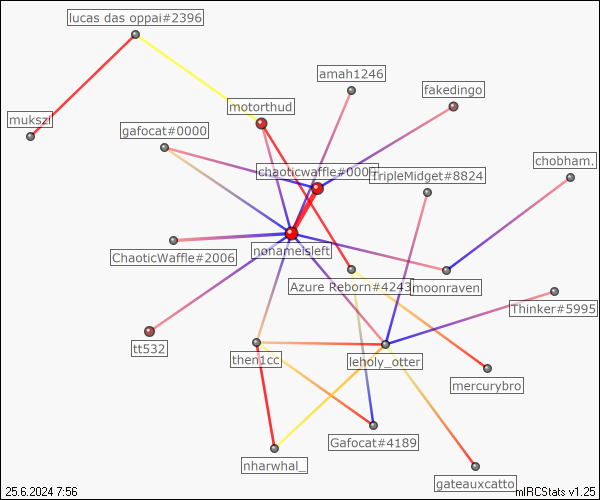 lucas das oppai#2396
amah1246
fakedingo
motorthud
mukszi
gafocat#0000
chobham.
chaoticwaffle#000
TripleMidget#8824
nonameisleft
ChaoticWaffle#2006
Azure Reborn#4243
moonraven
Thinker#5995
tt532
then1cc
leholy_otter
mercurybro
Gafocat#4189
nharwhal_
gateauxcatto
25.6.2024 7:56
mIRCStats v1.25